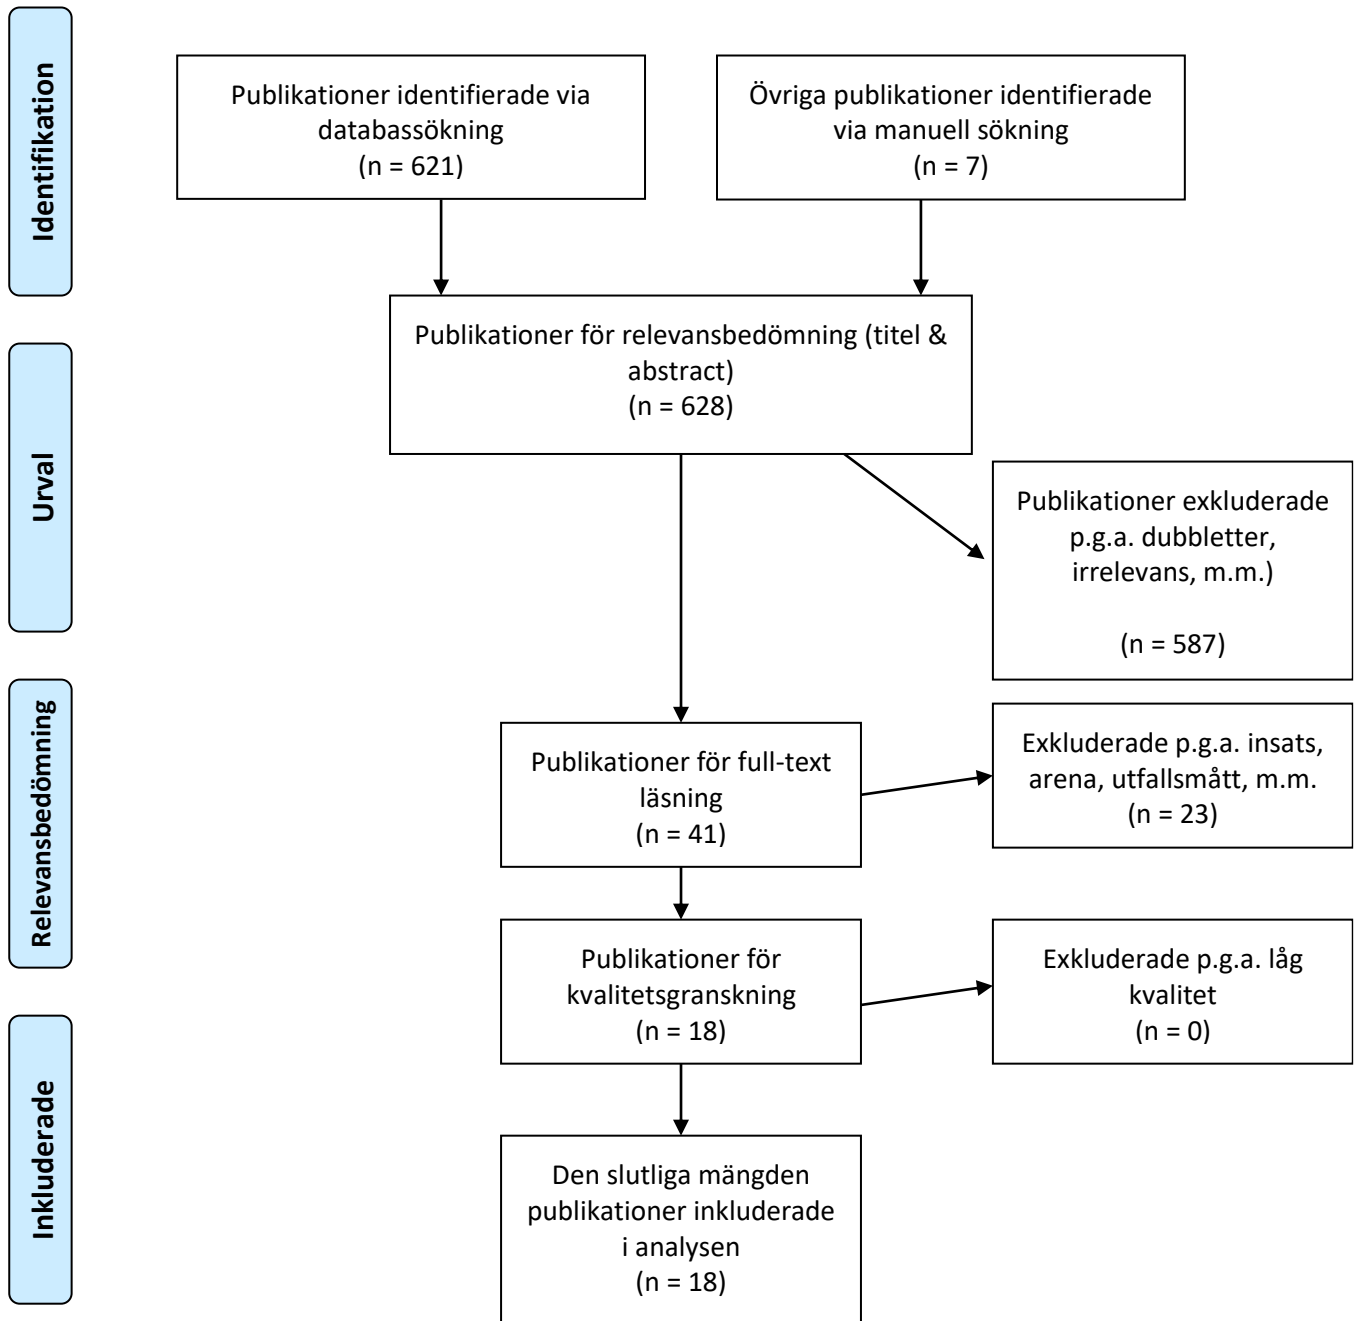 Identifikation
Publikationer identifierade via
databassökning
(n = 621)
Övriga publikationer identifierade
via manuell sökning
(n = 7)
Urval
Publikationer för relevansbedömning (titel &
abstract)
(n = 628)
Publikationer exkluderade
p.g.a. dubbletter,
irrelevans, m.m.)
(n = 587)
Relevansbedömning
Publikationer för full-text
läsning
(n = 41)
Exkluderade p.g.a. insats,
arena, utfallsmått, m.m.
(n = 23)
Publikationer för
kvalitetsgranskning
(n = 18)
Exkluderade p.g.a. låg
kvalitet
(n = 0)
Inkluderade
Den slutliga mängden
publikationer inkluderade
i analysen
(n = 18)